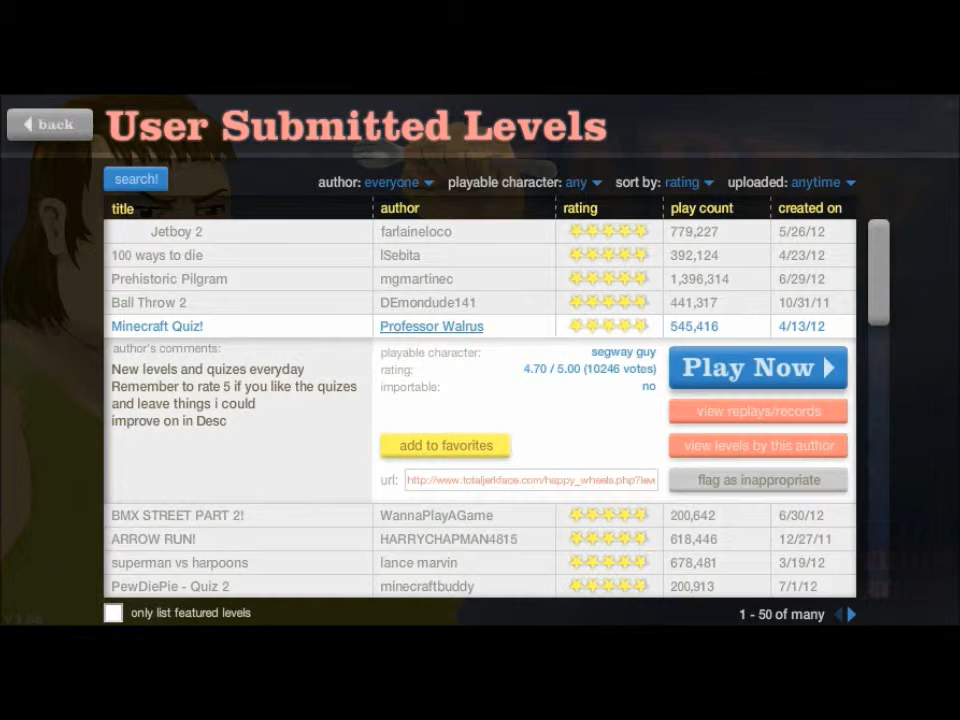 back
User Submitted Levels
search!
author: everyone playable character: any sort by: rating uploaded: anytime
title author rating play count created on
Jetboy 2 farlaineloco 779,227 5/26/12
100 ways to die ISebita 392,124 4/23/12
Prehistoric Pilgram mgmartinec 1,396,314 6/29/12
Ball Throw 2 DEmondude141 441,317 10/31/11
Minecraft Quiz! Professor Walrus 545,416 4/13/12
author's comments:
New levels and quizes everyday
Remember to rate 5 if you like the quizes
and leave things i could
improve on in Desc
playable character: segway guy
rating: 4.70 / 5.00 (10246 votes)
importable: no
add to favorites
url: http://www.totaljerkface.com/happy_wheels.php?leve
Play Now
view replays/records
view levels by this author
flag as inappropriate
BMX STREET PART 2! WannaPlayAGame 200,642 6/30/12
ARROW RUN! HARRYCHAPMAN4815 618,446 12/27/11
superman vs harpoons lance marvin 678,481 3/19/12
PewDiePie - Quiz 2 minecraftbuddy 200,913 7/1/12
only list featured levels
1 - 50 of many